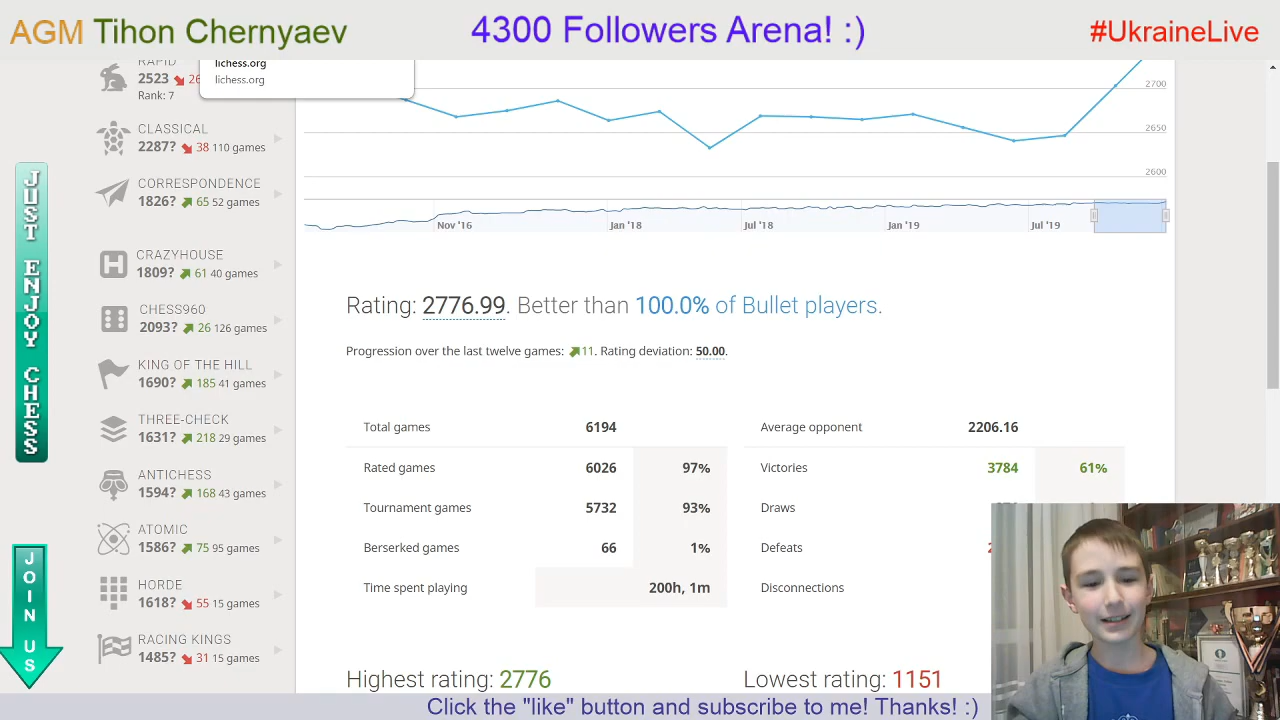 AGM Tihon Chernyaev
4300 Followers Arena! :)
#UkraineLive
lichess.org
lichess.org
RAPID
2523
Rank: 7
CLASSICAL
2287? 38 110 games
CORRESPONDENCE
1826? 65 52 games
CRAZYHOUSE
1809? 61 40 games
CHESS960
2093? 26 126 games
KING OF THE HILL
1690? 185 41 games
THREE-CHECK
1631? 218 29 games
ANTICHESS
1594? 168 43 games
ATOMIC
1586? 75 95 games
HORDE
1618? 55 15 games
RACING KINGS
1485? 31 15 games
JUST ENJOY CHESS
JOIN US
2700
2650
2600
Nov '16 Jan '18 Jul '18 Jan '19 Jul '19
Rating: 2776.99. Better than 100.0% of Bullet players.
Progression over the last twelve games: 11. Rating deviation: 50.00.
Total games 6194
Rated games 6026 97%
Tournament games 5732 93%
Berserked games 66 1%
Time spent playing 200h, 1m
Average opponent 2206.16
Victories 3784 61%
Draws
Defeats
Disconnections
Highest rating: 2776
Lowest rating: 1151
Click the "like" button and subscribe to me! Thanks! :)